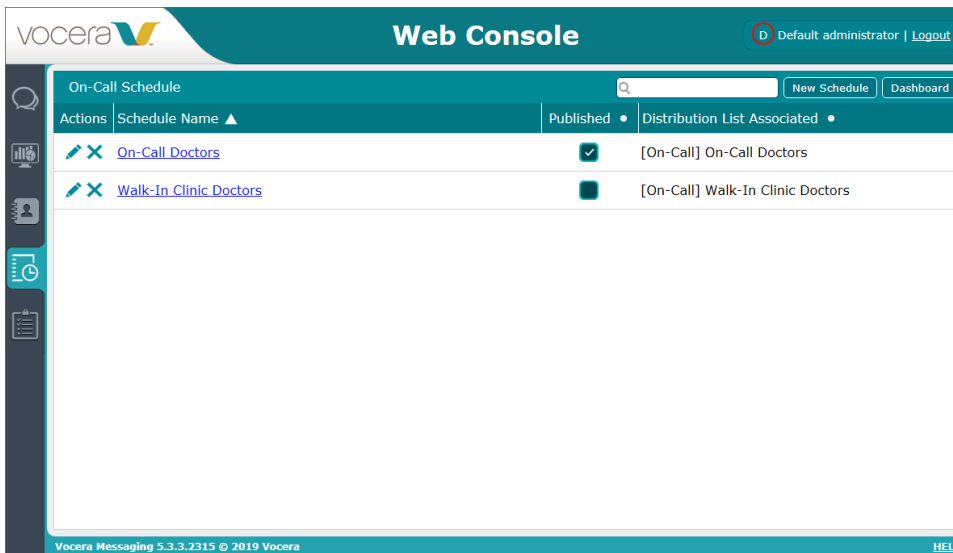 vocera Web Console D Default administrator | Logout
On-Call Schedule New Schedule Dashboard
Actions Schedule Name ▲ Published Distribution List Associated
On-Call Doctors [On-Call] On-Call Doctors
Walk-In Clinic Doctors [On-Call] Walk-In Clinic Doctors
Vocera Messaging 5.3.3.2315 © 2019 Vocera HEL